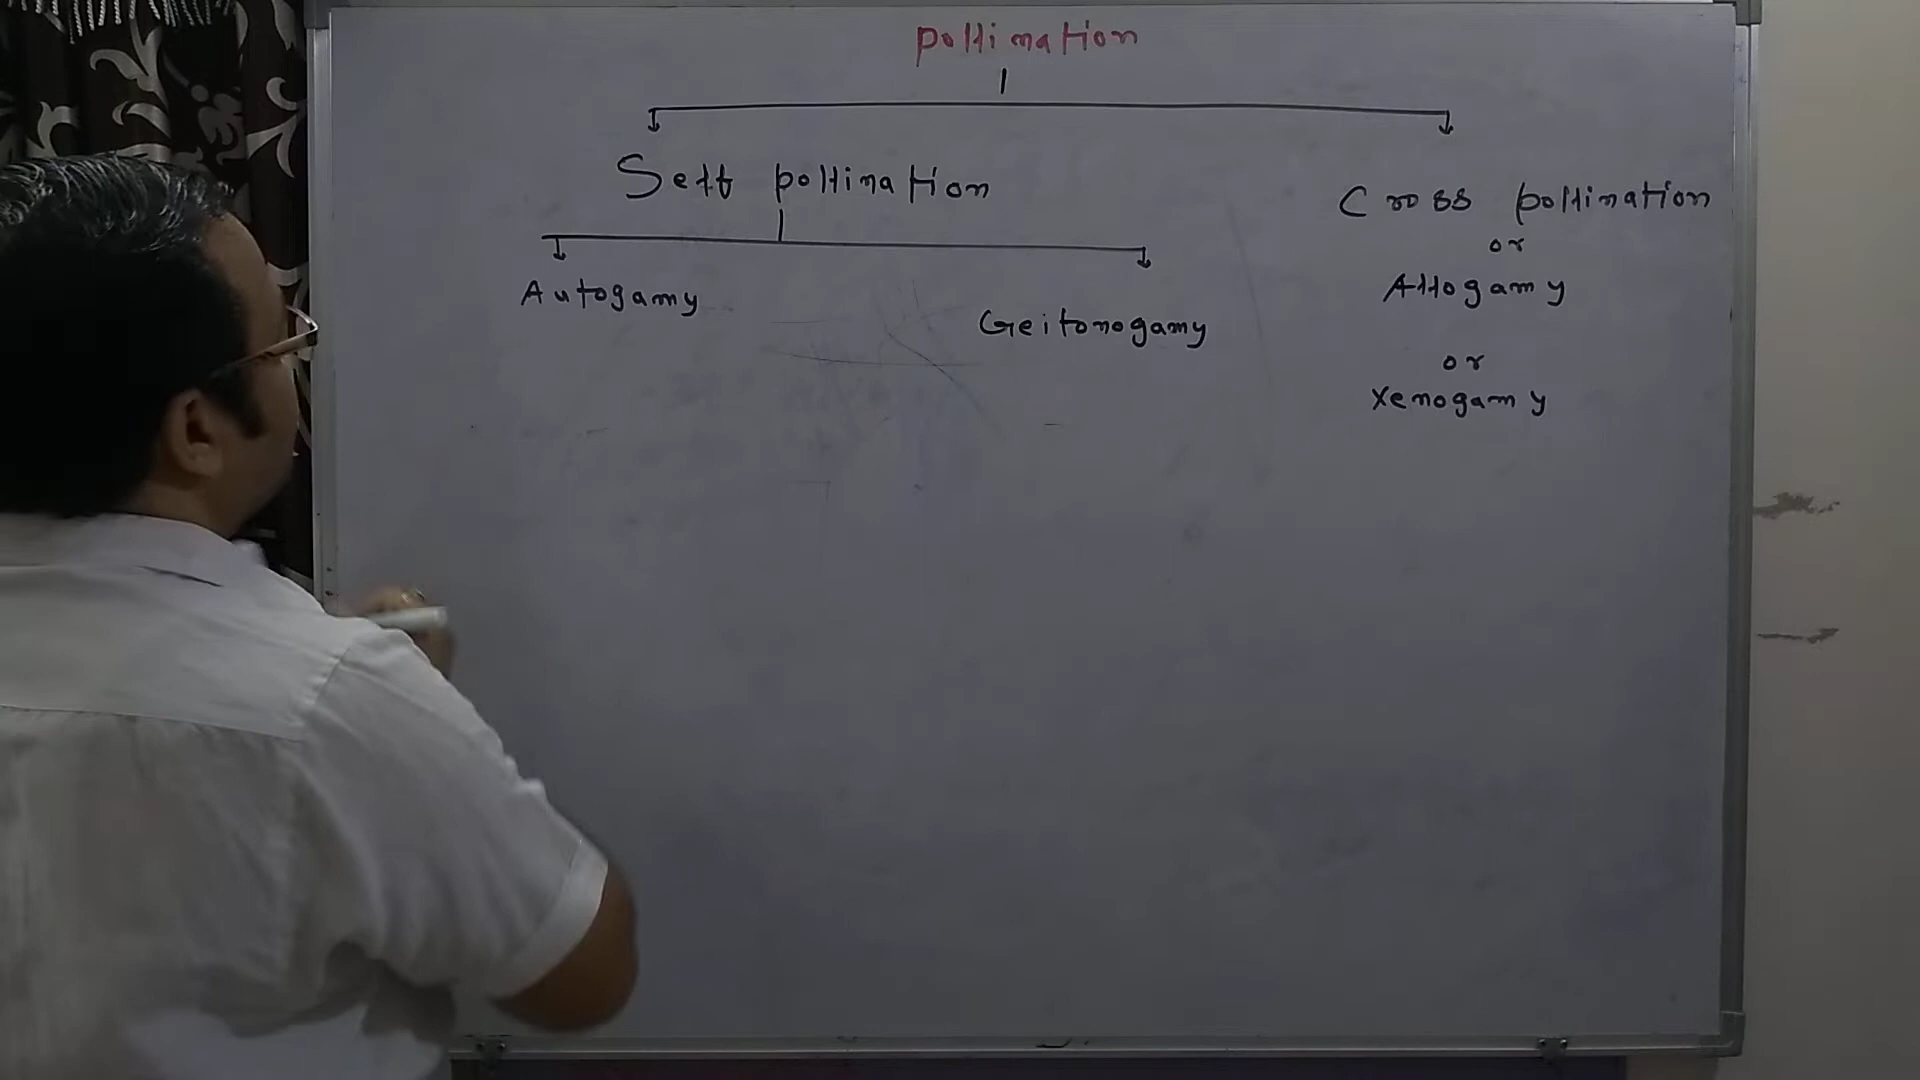 pollination
Self pollination
Cross pollination
or
Autogamy
Allogamy
Geitonogamy
or
Xenogamy